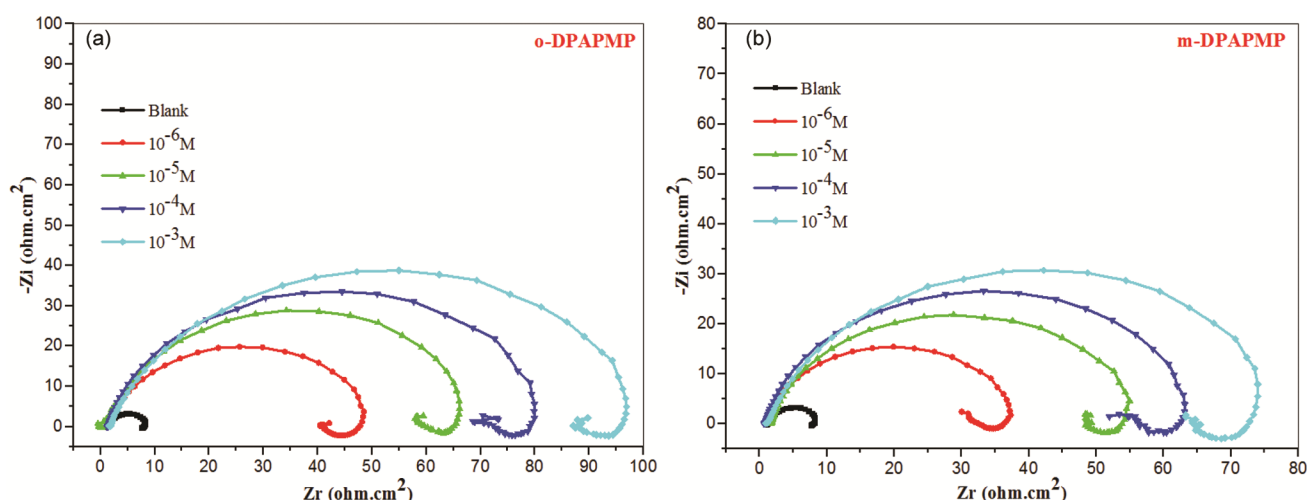 (a)
o-DPAPMP
Blank
10⁻⁶M
10⁻⁵M
10⁻⁴M
10⁻³M
100
90
80
70
60
50
40
30
20
10
0
-Zi (ohm.cm²)
0 10 20 30 40 50 60 70 80 90 100
Zr (ohm.cm²)
(b)
m-DPAPMP
Blank
10⁻⁶M
10⁻⁵M
10⁻⁴M
10⁻³M
80
70
60
50
40
30
20
10
0
-Zi (ohm.cm²)
0 10 20 30 40 50 60 70 80
Zr (ohm.cm²)